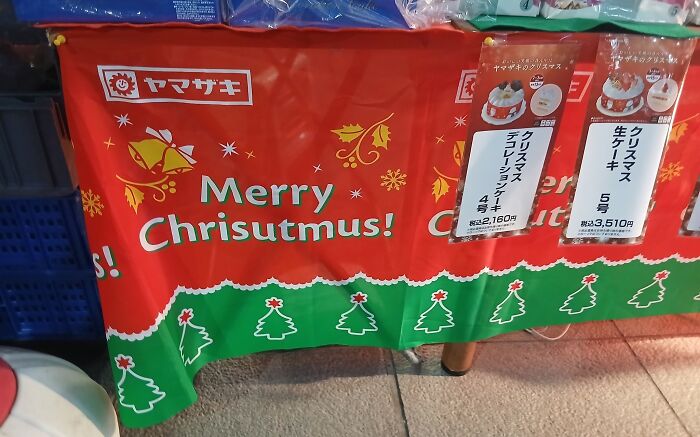 ヤマザキ
Merry
Chrisutmus!
s!
ヤマザキのクリスマス
クリスマス
デコレーションケーキ
4号
税込2,160円
ヤマザキのクリスマス
クリスマス
生ケーキ
5号
税込3,510円